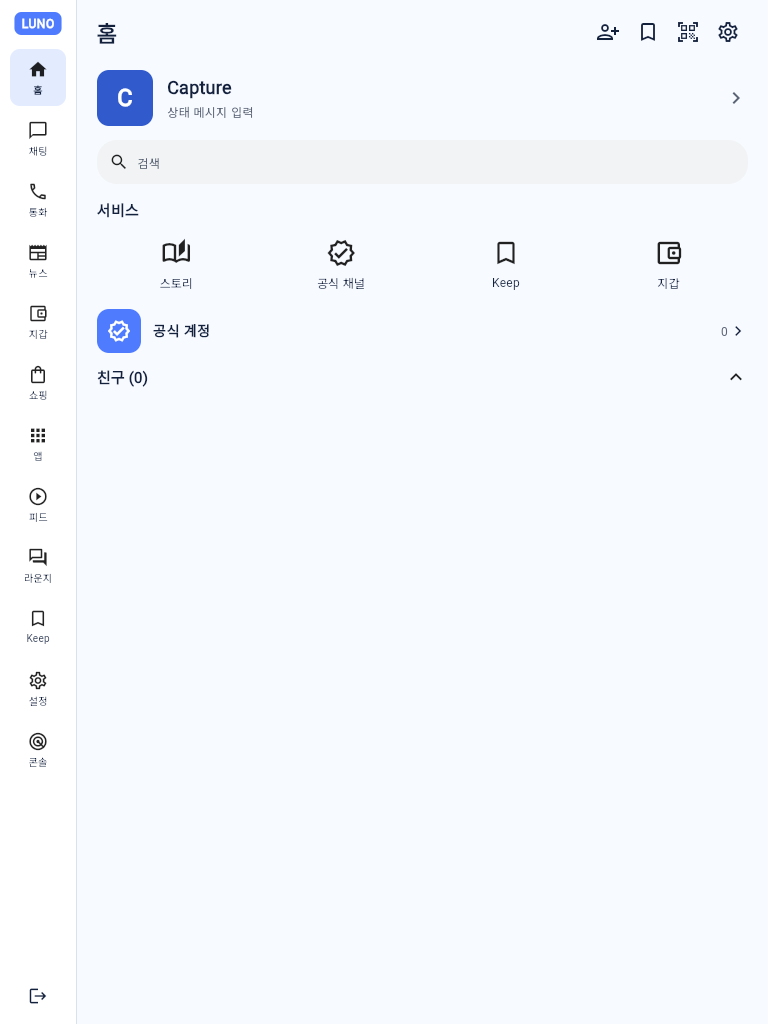 LUNO
홈
채팅
통화
뉴스
지갑
쇼핑
앱
피드
라운지
Keep
설정
콘솔
홈
C
Capture
상태 메시지 입력
검색
서비스
스토리
공식 채널
Keep
지갑
공식 계정
0
친구 (0)